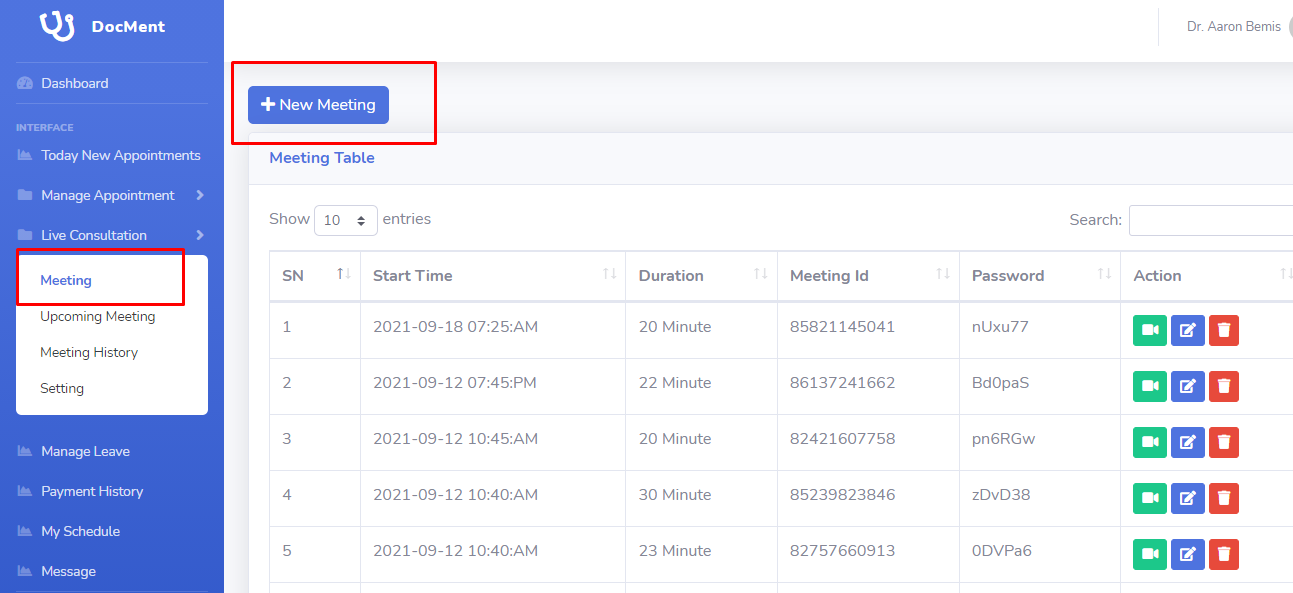 DocMent
Dr. Aaron Bemis
Dashboard
INTERFACE
Today New Appointments
Manage Appointment
Live Consultation
Meeting
Upcoming Meeting
Meeting History
Setting
Manage Leave
Payment History
My Schedule
Message
New Meeting
Meeting Table
Show 10 entries
Search:
SN Start Time Duration Meeting Id Password Action
1 2021-09-18 07:25:AM 20 Minute 85821145041 nUxu77
2 2021-09-12 07:45:PM 22 Minute 86137241662 Bd0paS
3 2021-09-12 10:45:AM 20 Minute 82421607758 pn6RGw
4 2021-09-12 10:40:AM 30 Minute 85239823846 zDvD38
5 2021-09-12 10:40:AM 23 Minute 82757660913 0DVPa6